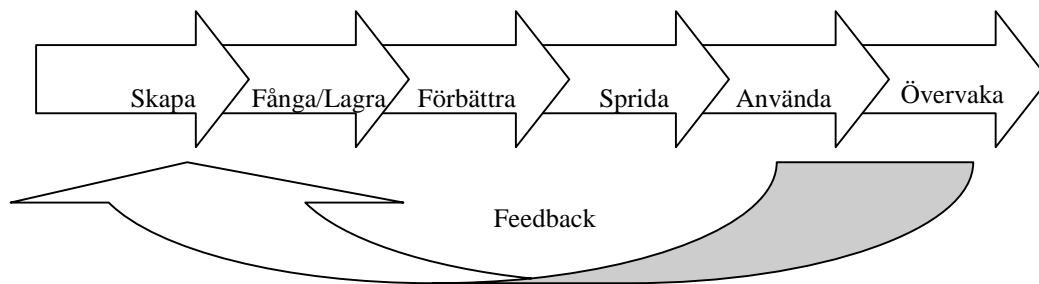 Skapa
Fånga/Lagra
Förbättra
Sprida
Använda
Övervaka
Feedback